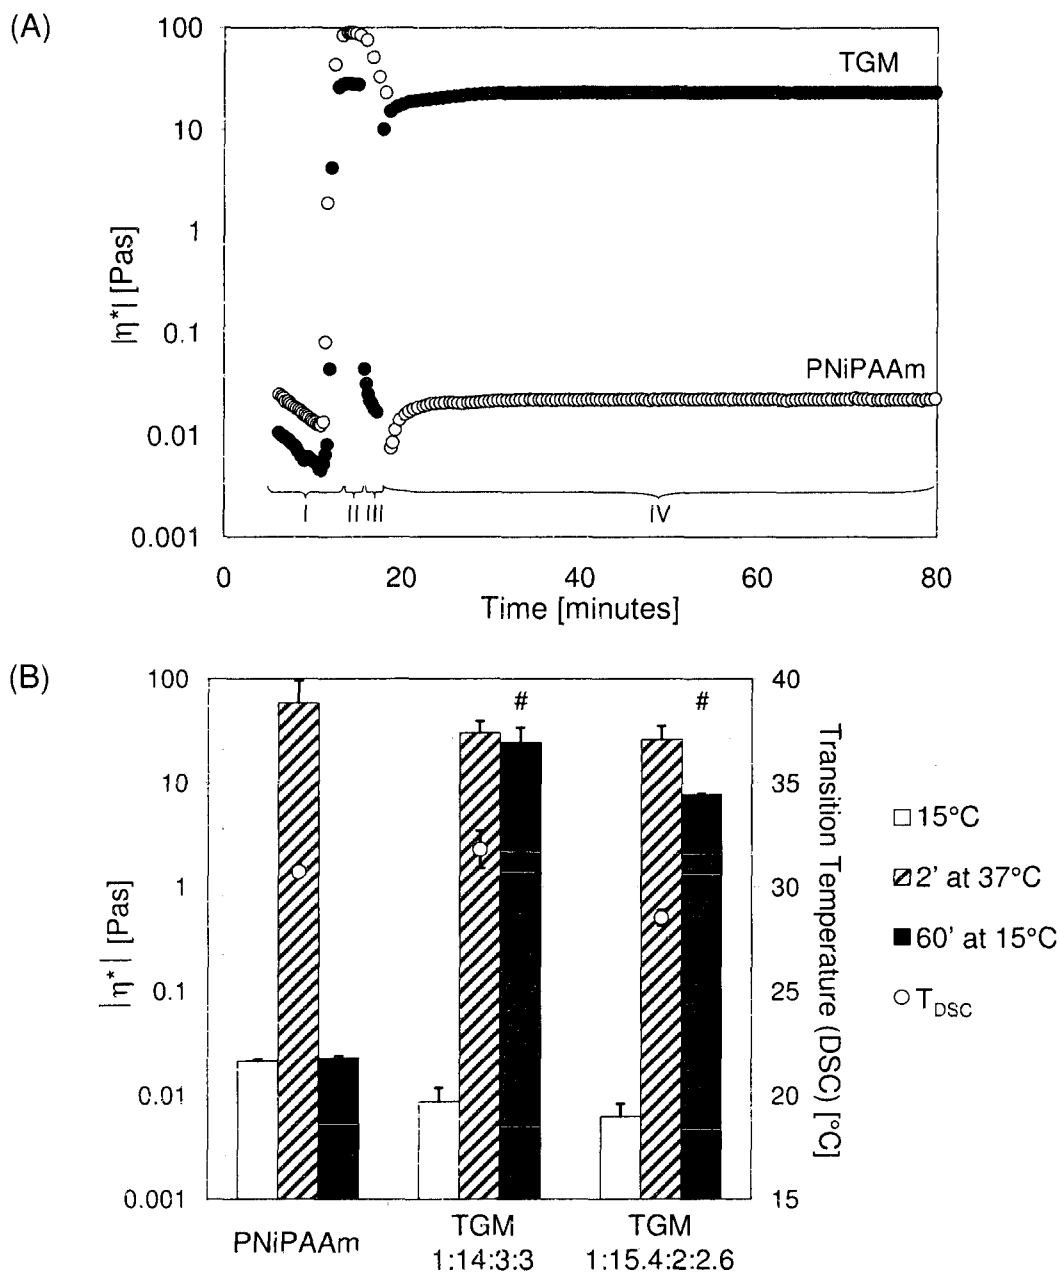 (A)
100
10
1
0.1
0.01
0.001
|η*| [Pas]
TGM
PNiPAAm
I II III IV
0 20 40 60 80
Time [minutes]
(B)
100
10
1
0.1
0.01
0.001
|η*| [Pas]
# #
40
35
30
25
20
15
Transition Temperature (DSC) [°C]
15°C
2' at 37°C
60' at 15°C
TDSC
PNiPAAm
TGM
1:14:3:3
TGM
1:15.4:2:2.6